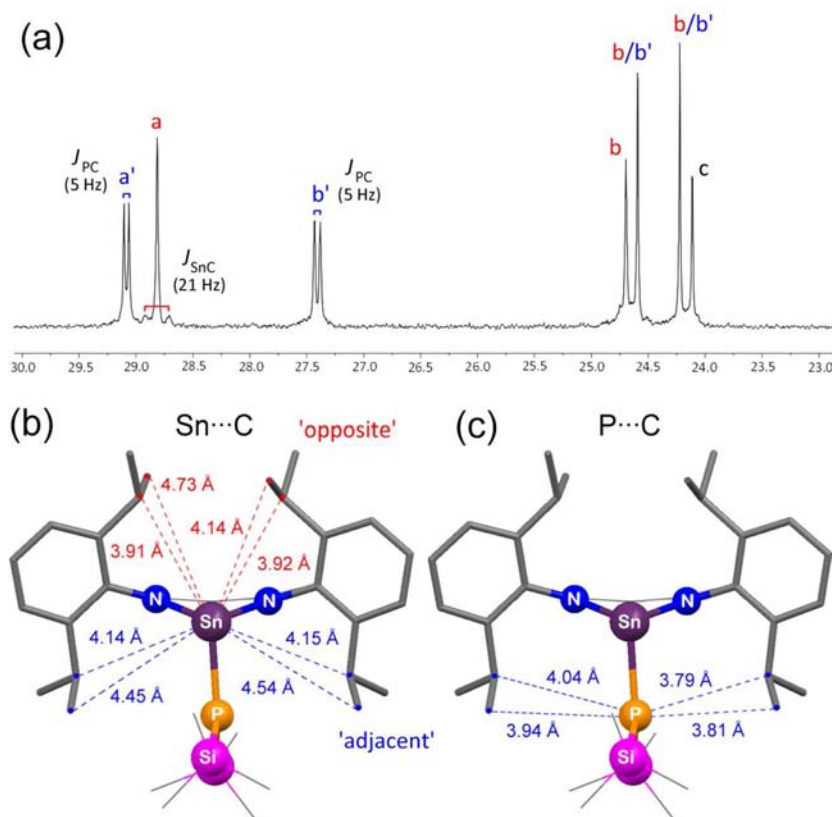 (a)
b/b'
b/b'
a
b
c
J PC
(5 Hz)
a'
b'
J PC
(5 Hz)
J SnC
(21 Hz)
30.0 29.5 29.0 28.5 28.0 27.5 27.0 26.5 26.0 25.5 25.0 24.5 24.0 23.5 23.0
(b) Sn···C 'opposite'
4.73 Å
4.14 Å
3.91 Å
3.92 Å
N
N
Sn
4.14 Å
4.15 Å
4.45 Å
4.54 Å
P
'adjacent'
Si
(c) P···C
N
N
Sn
4.04 Å
3.79 Å
3.94 Å
3.81 Å
P
Si